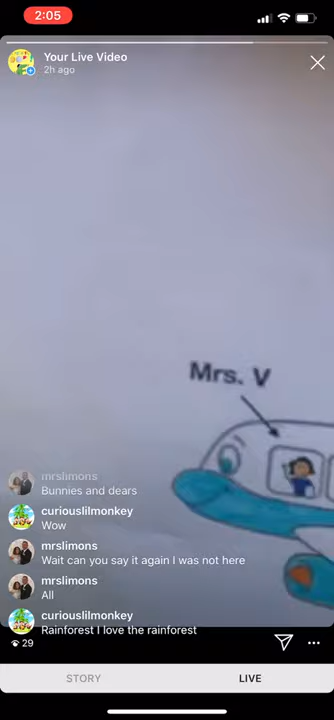 2:05
Your Live Video
2h ago
Mrs. V
mrslimons
Bunnies and dears
curiouslilmonkey
Wow
mrslimons
Wait can you say it again I was not here
mrslimons
All
curiouslilmonkey
Rainforest I love the rainforest
29
STORY LIVE